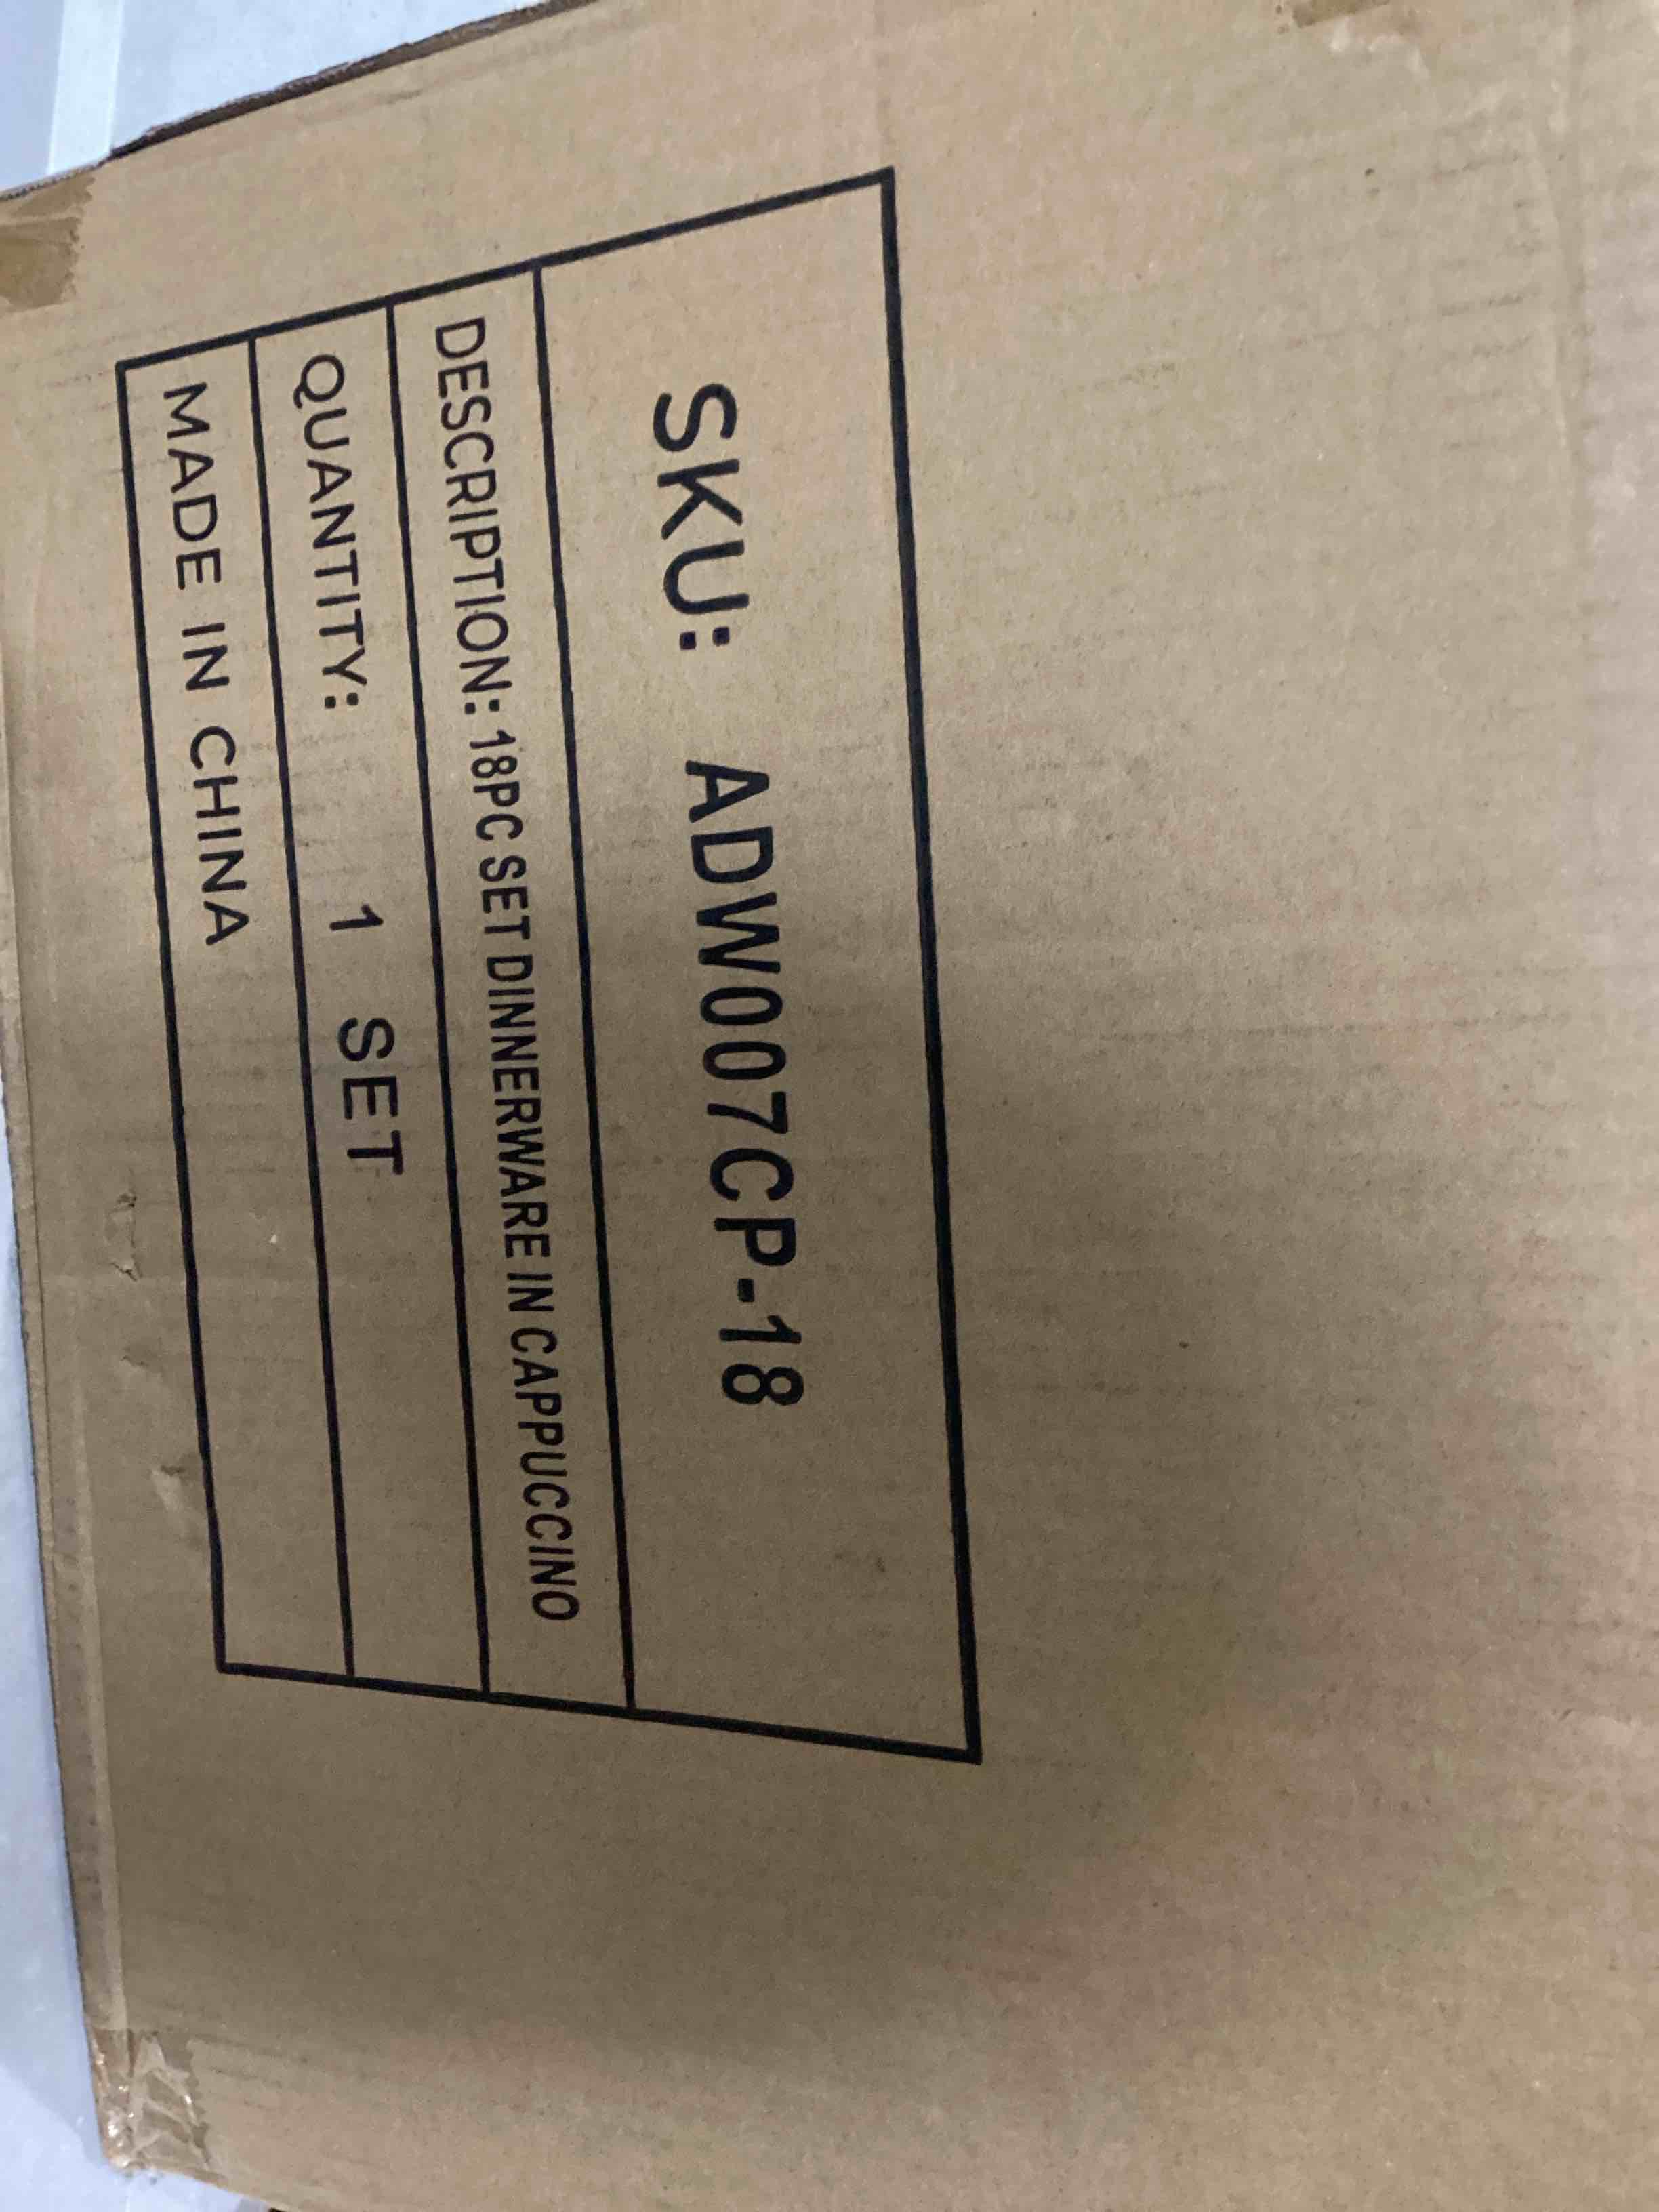 SKU: ADW007CP-18
DESCRIPTION: 18PC SET DINNERWARE IN CAPPUCCINO
QUANTITY: 1 SET
MADE IN CHINA